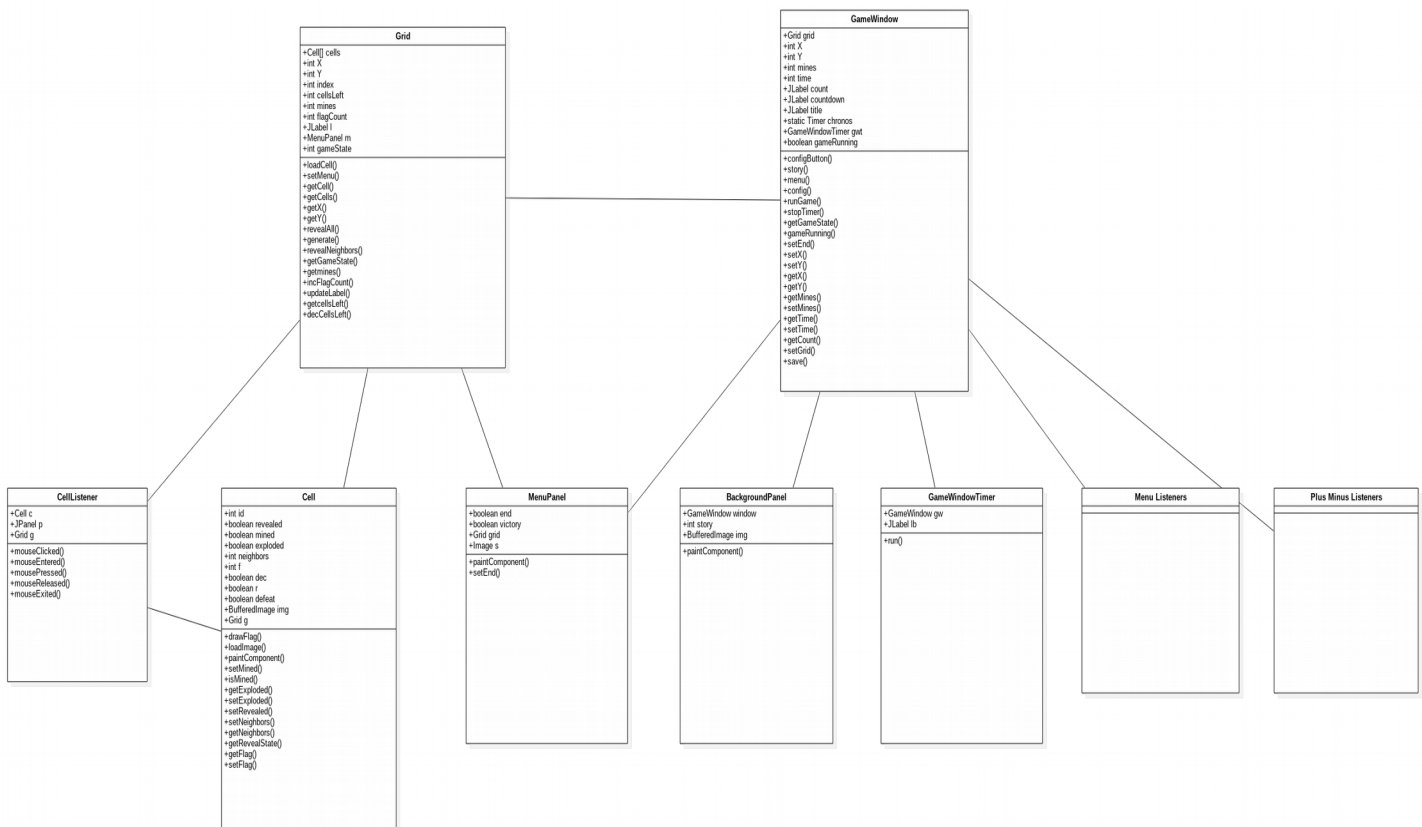 Grid
+Cell[] cells
+int X
+int Y
+int index
+int cellsLeft
+int mines
+int flagCount
+JLabel l
+MenuPanel m
+int gameState
+loadCell()
+setMenu()
+getCell()
+getCells()
+getX()
+getY()
+revealAll()
+generate()
+revealNeighbors()
+getGameState()
+getmines()
+incFlagCount()
+updateLabel()
+getcellsLeft()
+decCellsLeft()
GameWindow
+Grid grid
+int X
+int Y
+int mines
+int time
+JLabel count
+JLabel countdown
+JLabel title
+static Timer chronos
+GameWindowTimer gwt
+boolean gameRunning
+configButton()
+story()
+menu()
+config()
+runGame()
+stopTimer()
+getGameState()
+gameRunning()
+setEnd()
+setX()
+setY()
+getX()
+getY()
+getMines()
+setMines()
+getTime()
+setTime()
+getCount()
+setGrid()
+save()
CellListener
+Cell c
+JPanel p
+Grid g
+mouseClicked()
+mouseEntered()
+mousePressed()
+mouseReleased()
+mouseExited()
Cell
+int id
+boolean revealed
+boolean mined
+boolean exploded
+int neighbors
+int f
+boolean dec
+boolean r
+boolean defeat
+BufferedImage img
+Grid g
+drawFlag()
+loadImage()
+paintComponent()
+setMined()
+isMined()
+getExploded()
+setExploded()
+setRevealed()
+setNeighbors()
+getNeighbors()
+getRevealState()
+getFlag()
+setFlag()
MenuPanel
+boolean end
+boolean victory
+Grid grid
+Image s
+paintComponent()
+setEnd()
BackgroundPanel
+GameWindow window
+int story
+BufferedImage img
+paintComponent()
GameWindowTimer
+GameWindow gw
+JLabel lb
+run()
Menu Listeners
Plus Minus Listeners